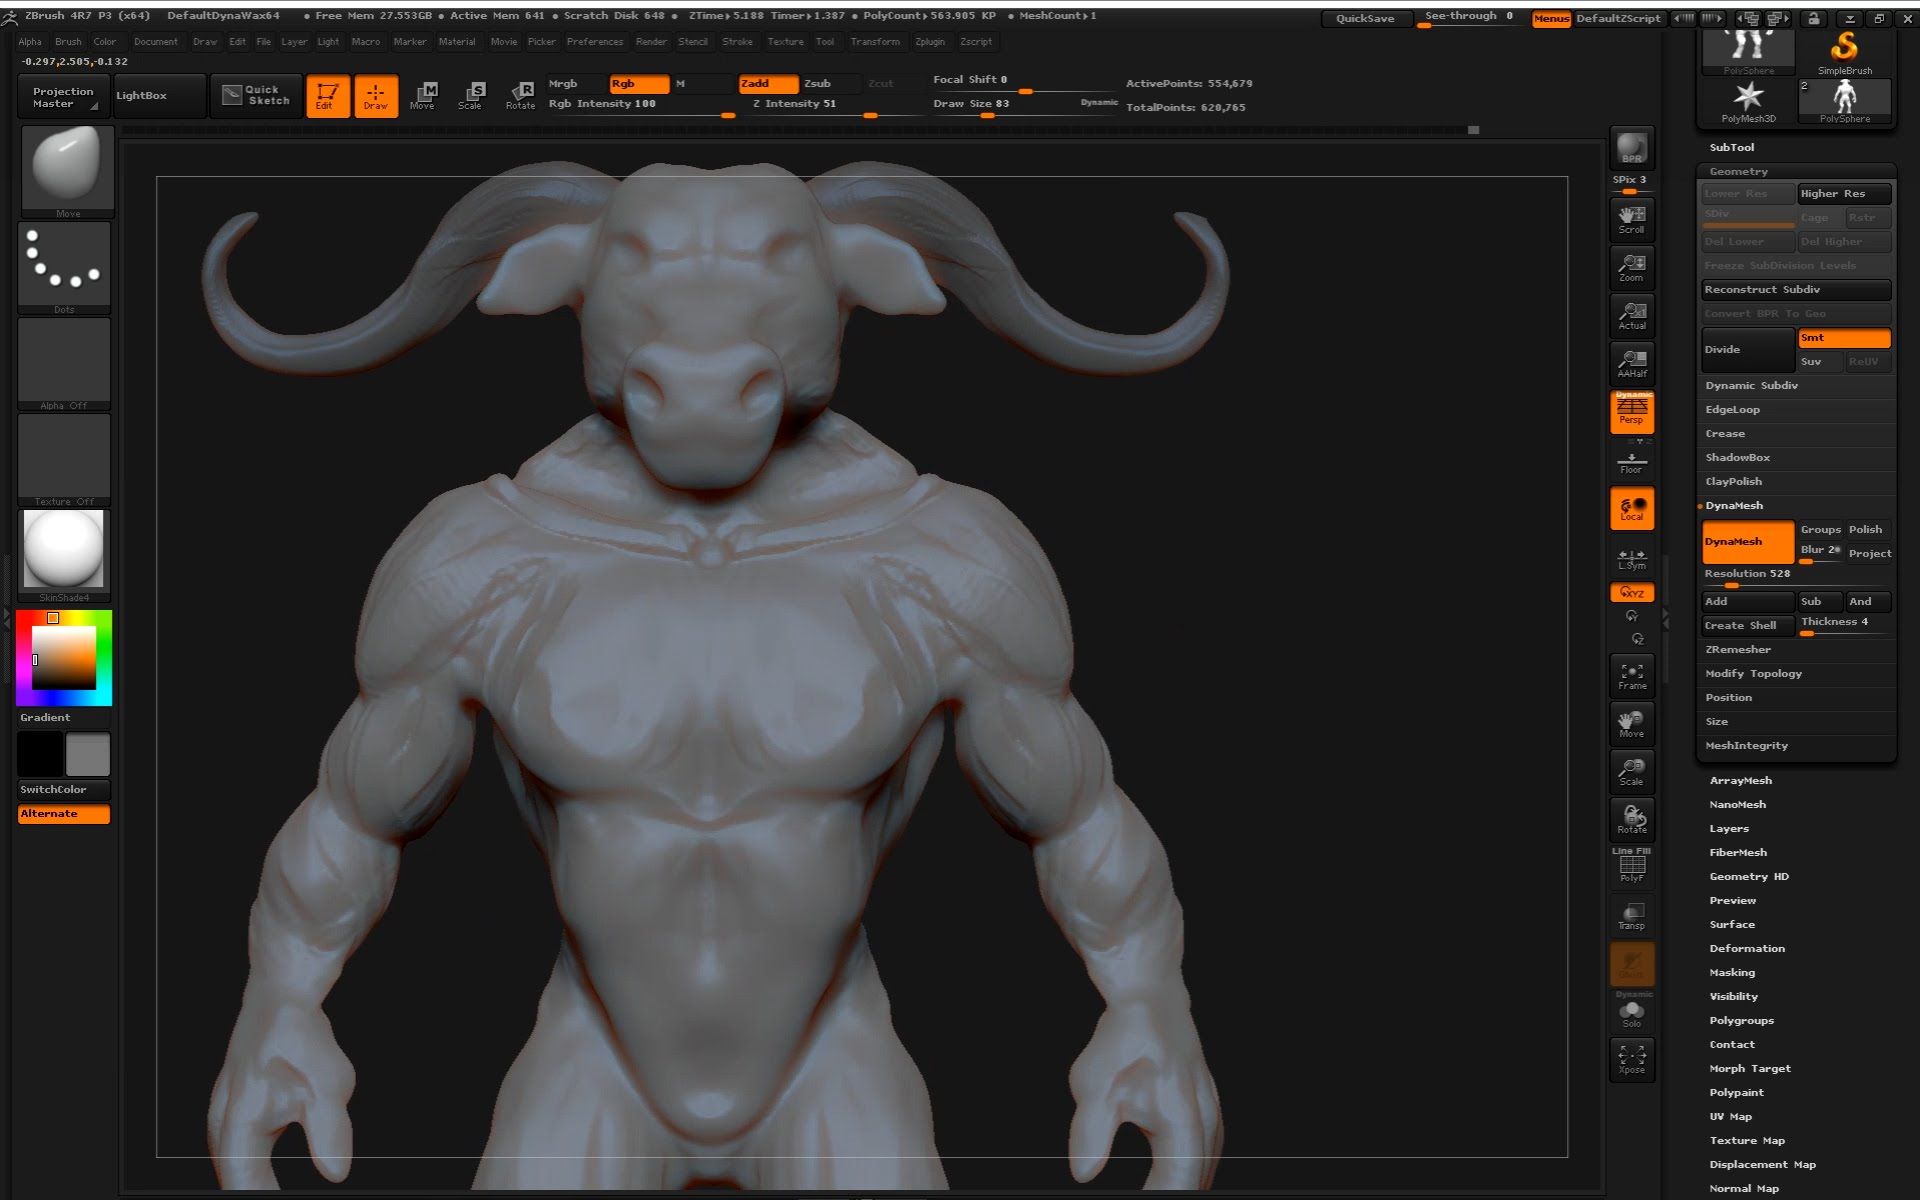 ZBrush 4R7 P3 (x64) DefaultDynaWax64 • Free Mem 27.553GB • Active Mem 641 • Scratch Disk 648 • ZTime▸5.188 Timer▸1.387 • PolyCount▸563.905 KP • MeshCount▸1 QuickSave See-through 0 Menus DefaultZScript
Alpha Brush Color Document Draw Edit File Layer Light Macro Marker Material Movie Picker Preferences Render Stencil Stroke Texture Tool Transform Zplugin Zscript
-0.297,2.505,-0.132
Projection Master
LightBox
Quick Sketch
Edit
Draw
Move
Scale
Rotate
Mrgb Rgb M Zadd Zsub Zcut
Rgb Intensity 100 Z Intensity 51
Focal Shift 0
Draw Size 83 Dynamic
ActivePoints: 554,679
TotalPoints: 620,765
Move
Dots
Alpha Off
Texture Off
SkinShade4
Gradient
SwitchColor
Alternate
BPR
SPix 3
Scroll
Zoom
Actual
AAHalf
Dynamic
Persp
Floor
Local
L.Sym
XYZ
Y
Z
Frame
Move
Scale
Rotate
Line Fill
PolyF
Transp
Ghost
Dynamic
Solo
Xpose
PolySphere SimpleBrush
2
PolyMesh3D PolySphere
SubTool
Geometry
Lower Res Higher Res
SDiv Cage Rstr
Del Lower Del Higher
Freeze SubDivision Levels
Reconstruct Subdiv
Convert BPR To Geo
Divide Smt
Suv ReUV
Dynamic Subdiv
EdgeLoop
Crease
ShadowBox
ClayPolish
DynaMesh
DynaMesh Groups Polish
Blur 2 Project
Resolution 528
Add Sub And
Create Shell Thickness 4
ZRemesher
Modify Topology
Position
Size
MeshIntegrity
ArrayMesh
NanoMesh
Layers
FiberMesh
Geometry HD
Preview
Surface
Deformation
Masking
Visibility
Polygroups
Contact
Morph Target
Polypaint
UV Map
Texture Map
Displacement Map
Normal Map